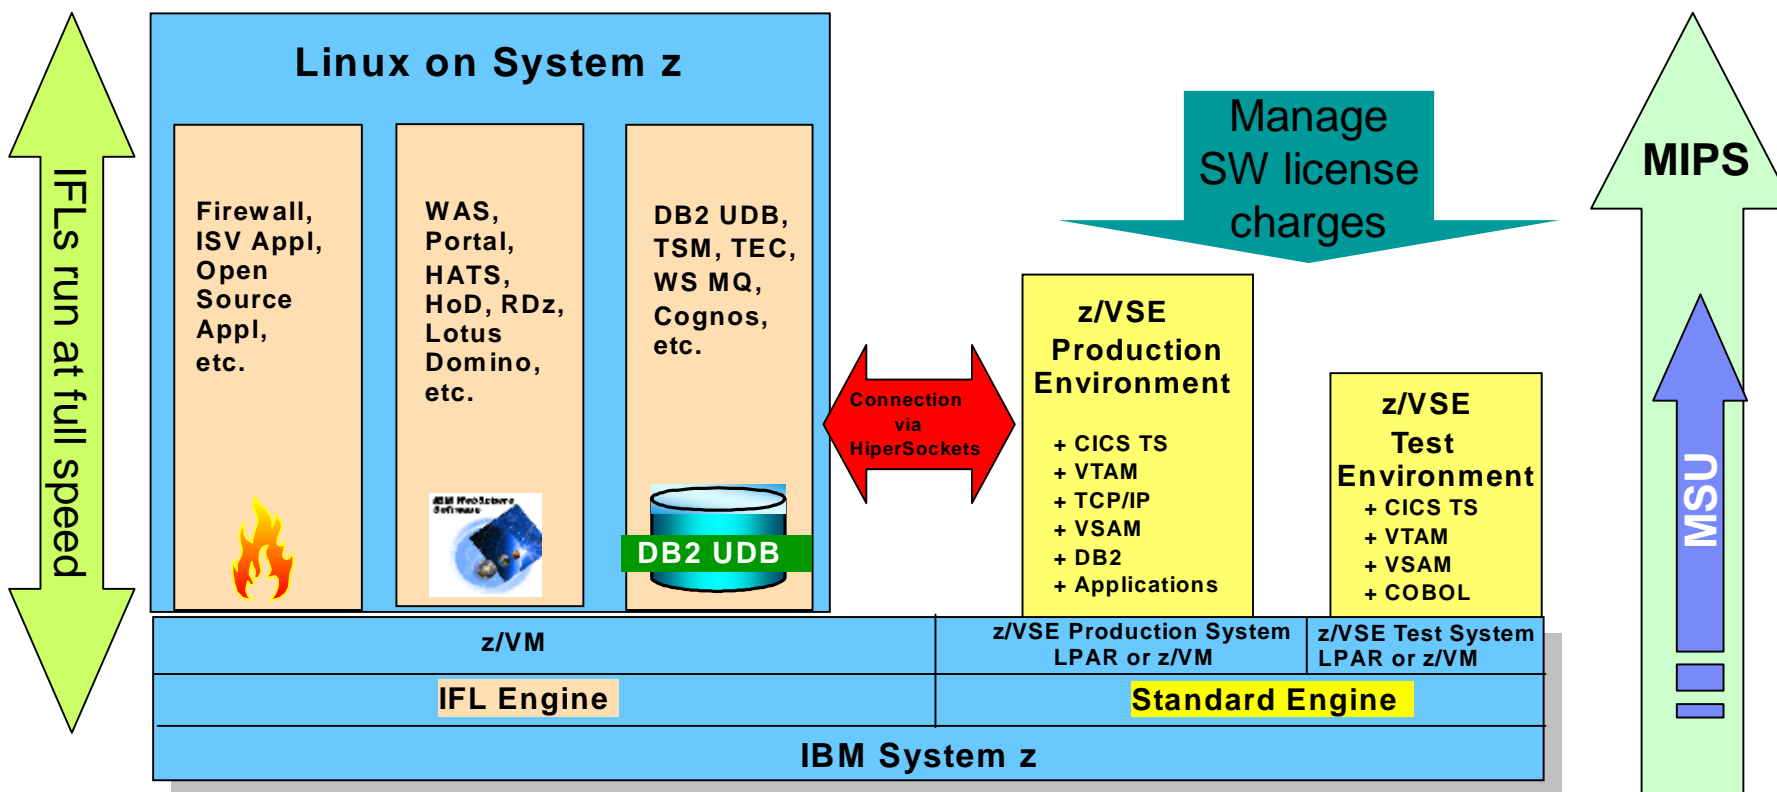 IFLs run at full speed
Linux on System z
Firewall,
ISV Appl,
Open
Source
Appl,
etc.
WAS,
Portal,
HATS,
HoD, RDz,
Lotus
Domino,
etc.
IBM WebSphere
Software
DB2 UDB,
TSM, TEC,
WS MQ,
Cognos,
etc.
DB2 UDB
Connection
via
HiperSockets
Manage
SW license
charges
z/VSE
Production
Environment
+ CICS TS
+ VTAM
+ TCP/IP
+ VSAM
+ DB2
+ Applications
z/VSE
Test
Environment
+ CICS TS
+ VTAM
+ VSAM
+ COBOL
MIPS
MSU
z/VM
z/VSE Production System
LPAR or z/VM
z/VSE Test System
LPAR or z/VM
IFL Engine
Standard Engine
IBM System z